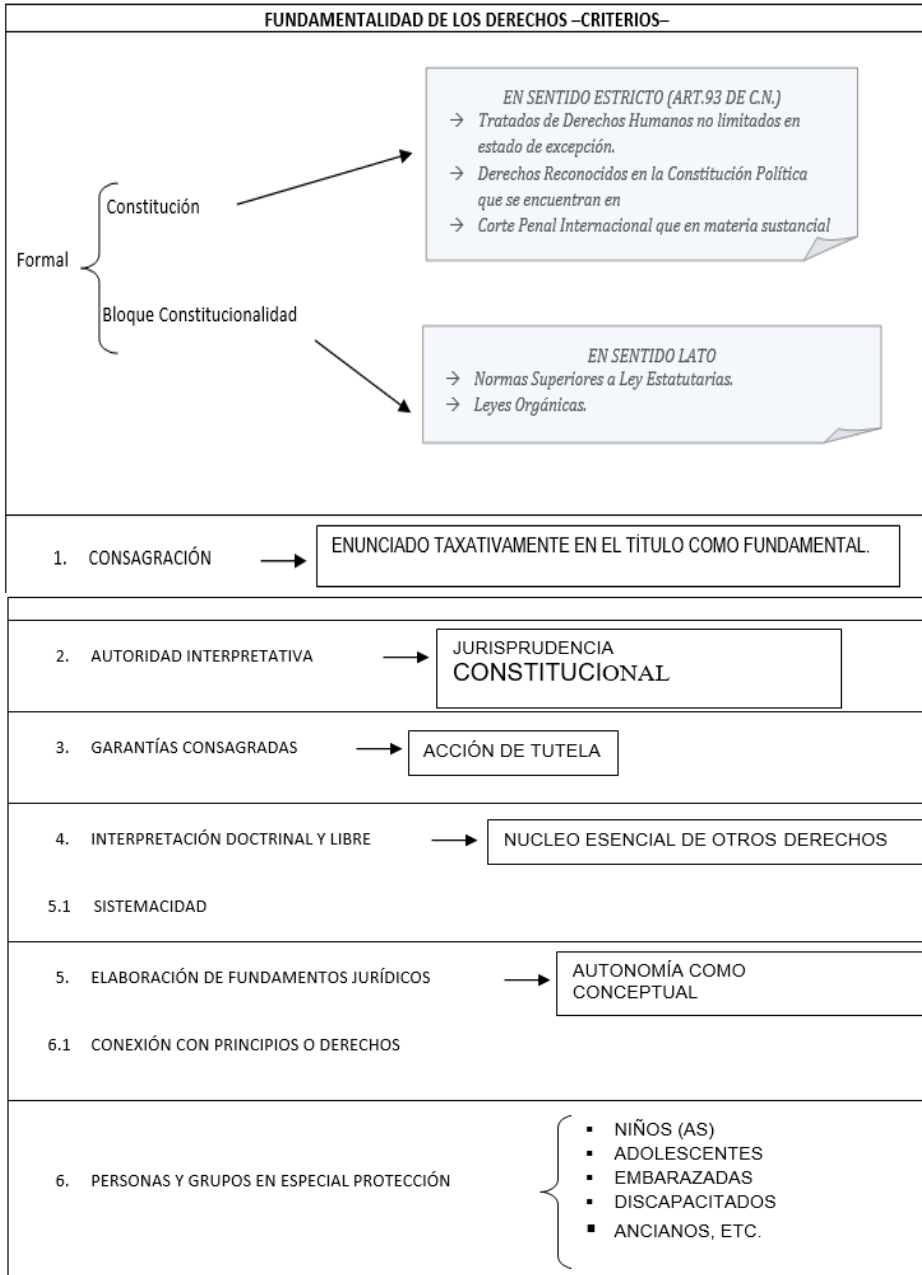 FUNDAMENTALIDAD DE LOS DERECHOS –CRITERIOS–
EN SENTIDO ESTRICTO (ART.93 DE C.N.)
→ Tratados de Derechos Humanos no limitados en
estado de excepción.
→ Derechos Reconocidos en la Constitución Política
que se encuentran en
→ Corte Penal Internacional que en materia sustancial
Constitución
Formal
Bloque Constitucionalidad
EN SENTIDO LATO
→ Normas Superiores a Ley Estatutarias.
→ Leyes Orgánicas.
1. CONSAGRACIÓN
ENUNCIADO TAXATIVAMENTE EN EL TÍTULO COMO FUNDAMENTAL.
2. AUTORIDAD INTERPRETATIVA
JURISPRUDENCIA
CONSTITUCIONAL
3. GARANTÍAS CONSAGRADAS
ACCIÓN DE TUTELA
4. INTERPRETACIÓN DOCTRINAL Y LIBRE
NUCLEO ESENCIAL DE OTROS DERECHOS
5.1 SISTEMACIDAD
5. ELABORACIÓN DE FUNDAMENTOS JURÍDICOS
AUTONOMÍA COMO
CONCEPTUAL
6.1 CONEXIÓN CON PRINCIPIOS O DERECHOS
6. PERSONAS Y GRUPOS EN ESPECIAL PROTECCIÓN
▪ NIÑOS (AS)
▪ ADOLESCENTES
▪ EMBARAZADAS
▪ DISCAPACITADOS
▪ ANCIANOS, ETC.